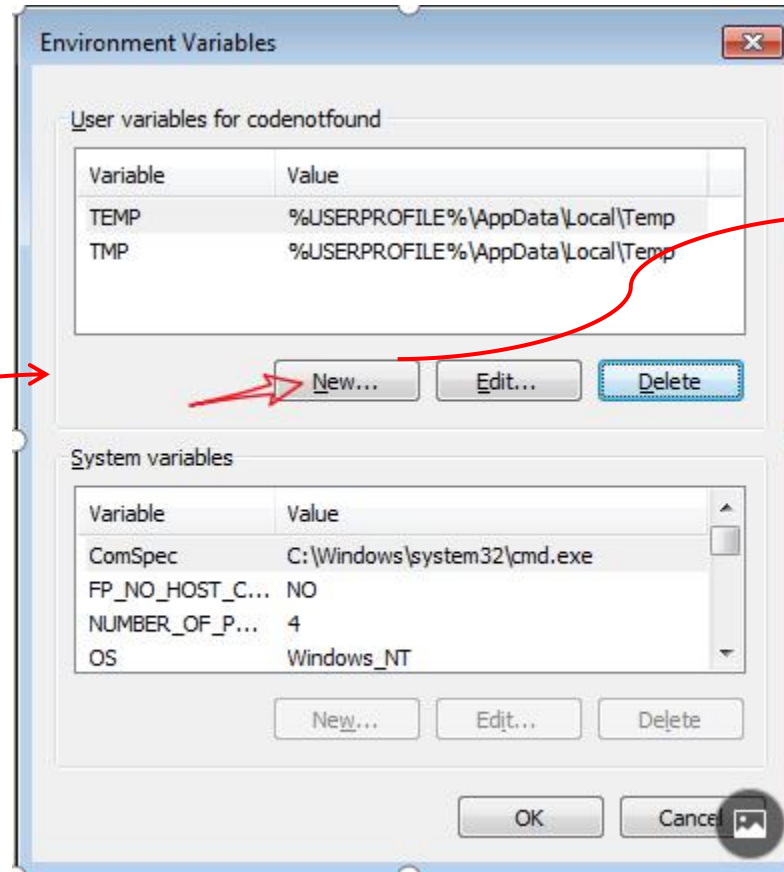 Environment Variables
User variables for codenotfound
Variable Value
TEMP %USERPROFILE%\AppData\Local\Temp
TMP %USERPROFILE%\AppData\Local\Temp
New... Edit... Delete
System variables
Variable Value
ComSpec C:\Windows\system32\cmd.exe
FP_NO_HOST_C... NO
NUMBER_OF_P... 4
OS Windows_NT
New... Edit... Delete
OK Cancel